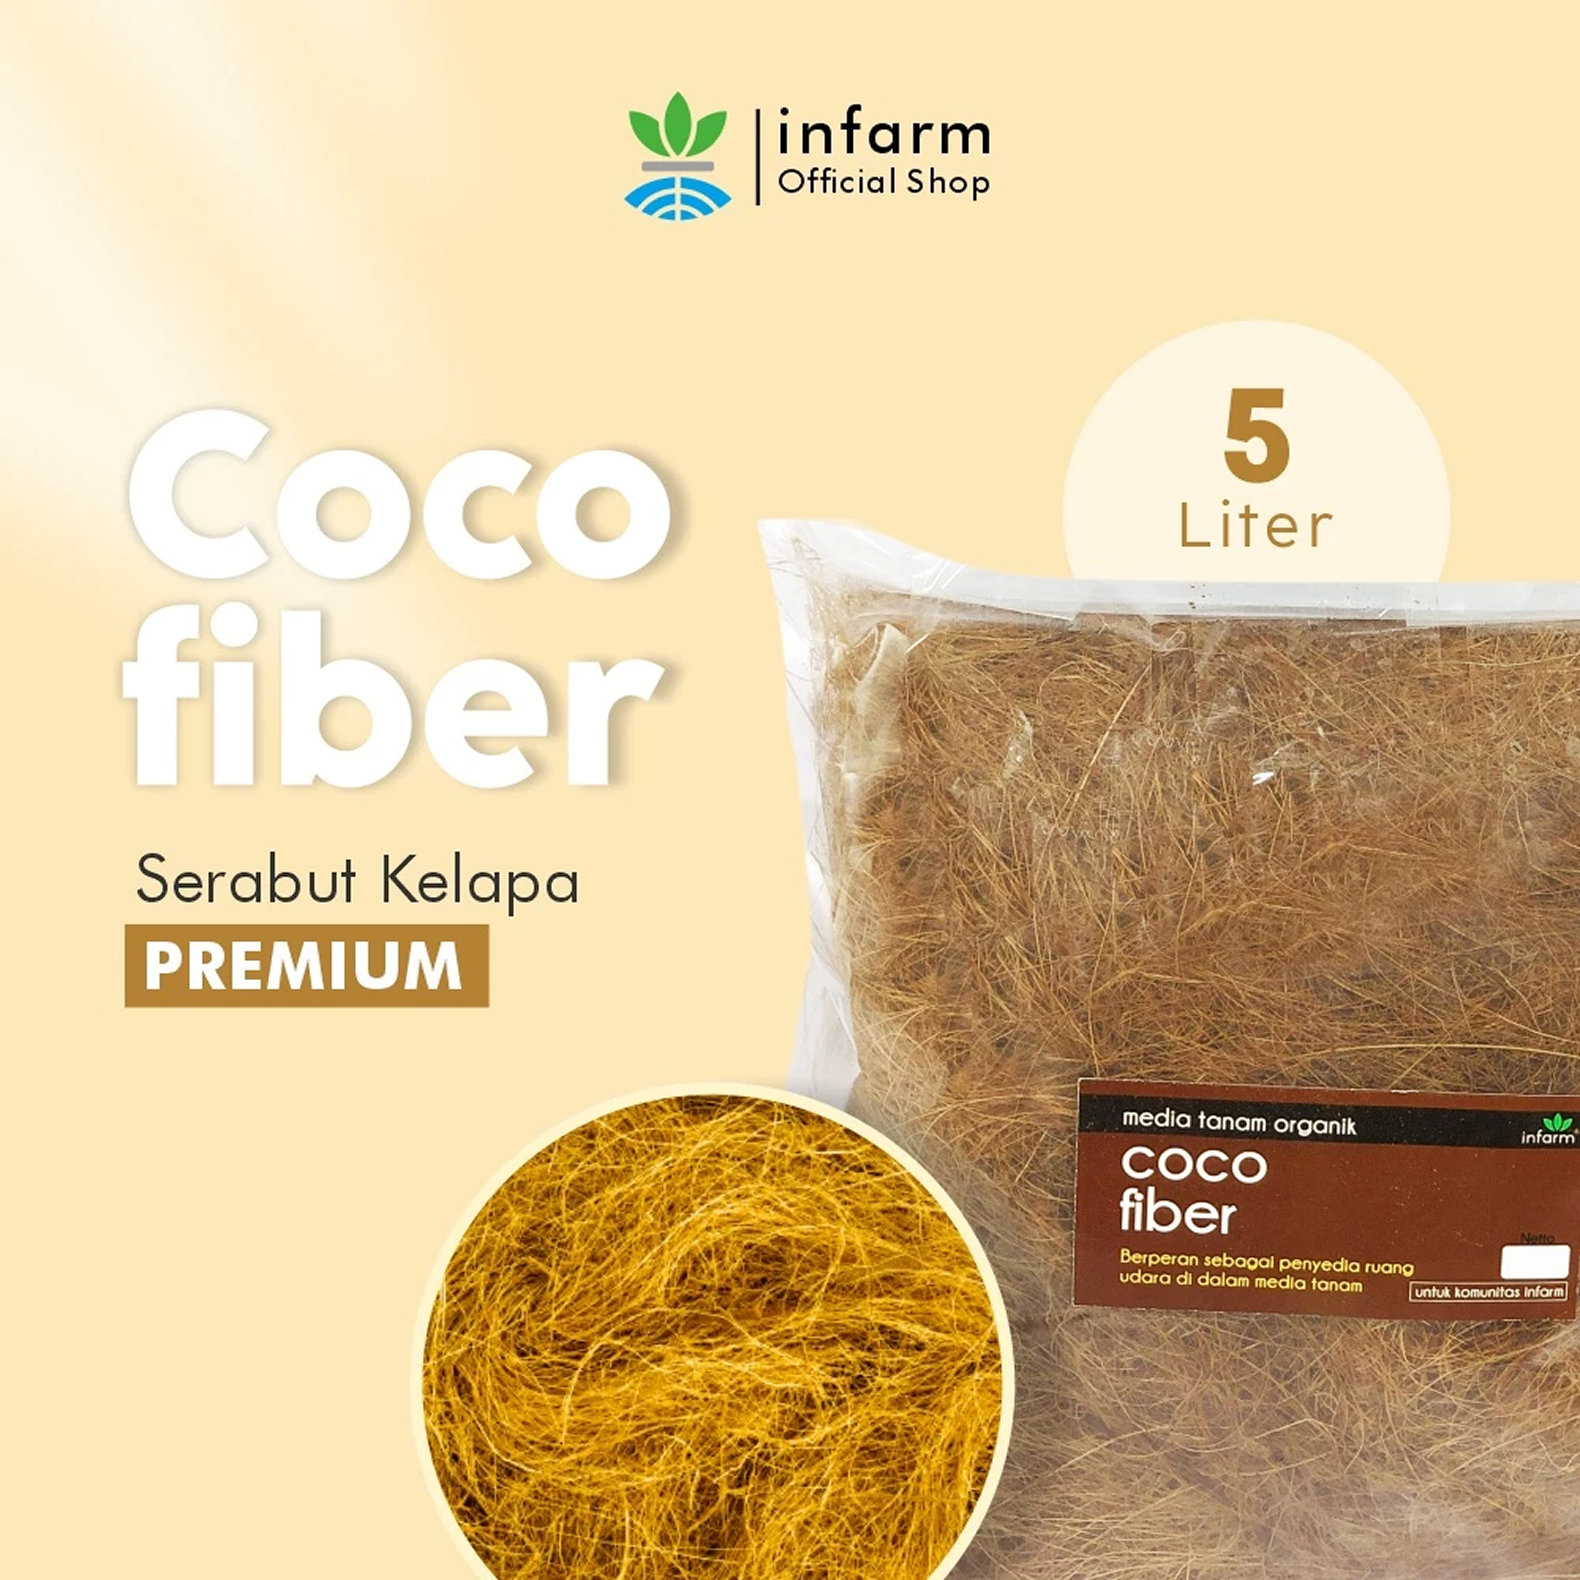 infarm
Official Shop
5
Liter
Coco
fiber
Serabut Kelapa
PREMIUM
media tanam organik
infarm
coco
fiber
Netto
Berperan sebagai penyedia ruang
udara di dalam media tanam
untuk komunitas infarm